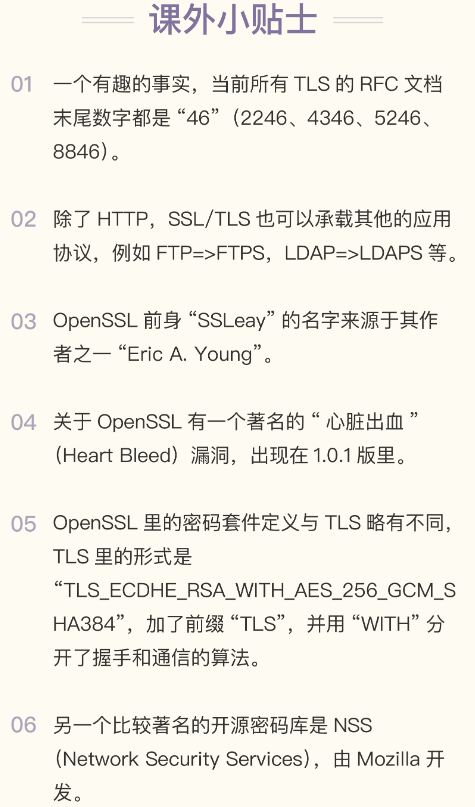 课外小贴士
01 一个有趣的事实，当前所有 TLS 的 RFC 文档
末尾数字都是 “46”（2246、4346、5246、
8846）。
02 除了 HTTP，SSL/TLS 也可以承载其他的应用
协议，例如 FTP=>FTPS，LDAP=>LDAPS 等。
03 OpenSSL 前身 “SSLeay” 的名字来源于其作
者之一 “Eric A. Young”。
04 关于 OpenSSL 有一个著名的 “ 心脏出血 ”
（Heart Bleed）漏洞，出现在 1.0.1 版里。
05 OpenSSL 里的密码套件定义与 TLS 略有不同，
TLS 里的形式是
“TLS_ECDHE_RSA_WITH_AES_256_GCM_S
HA384”，加了前缀 “TLS”，并用 “WITH” 分
开了握手和通信的算法。
06 另一个比较著名的开源密码库是 NSS
（Network Security Services），由 Mozilla 开
发。